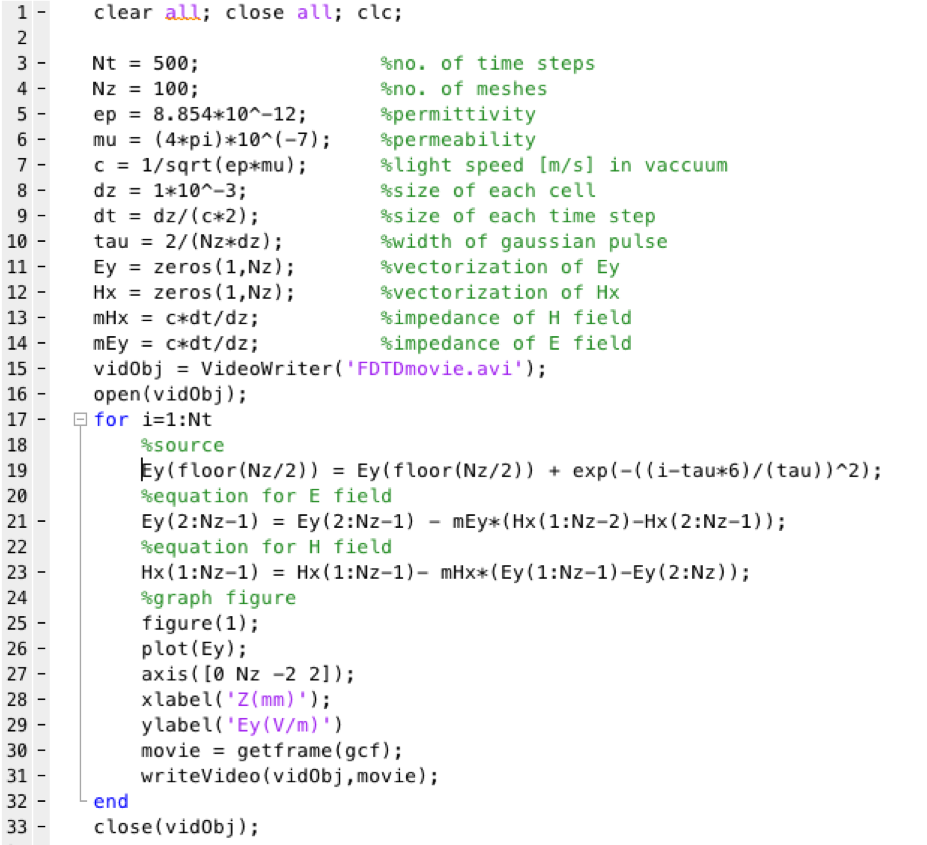 1 - clear all; close all; clc;
2
3 - Nt = 500; %no. of time steps
4 - Nz = 100; %no. of meshes
5 - ep = 8.854*10^-12; %permittivity
6 - mu = (4*pi)*10^(-7); %permeability
7 - c = 1/sqrt(ep*mu); %light speed [m/s] in vaccuum
8 - dz = 1*10^-3; %size of each cell
9 - dt = dz/(c*2); %size of each time step
10 - tau = 2/(Nz*dz); %width of gaussian pulse
11 - Ey = zeros(1,Nz); %vectorization of Ey
12 - Hx = zeros(1,Nz); %vectorization of Hx
13 - mHx = c*dt/dz; %impedance of H field
14 - mEy = c*dt/dz; %impedance of E field
15 - vidObj = VideoWriter('FDTDmovie.avi');
16 - open(vidObj);
17 - for i=1:Nt
18 %source
19 Ey(floor(Nz/2)) = Ey(floor(Nz/2)) + exp(-((i-tau*6)/(tau))^2);
20 %equation for E field
21 - Ey(2:Nz-1) = Ey(2:Nz-1) - mEy*(Hx(1:Nz-2)-Hx(2:Nz-1));
22 %equation for H field
23 - Hx(1:Nz-1) = Hx(1:Nz-1)- mHx*(Ey(1:Nz-1)-Ey(2:Nz));
24 %graph figure
25 - figure(1);
26 - plot(Ey);
27 - axis([0 Nz -2 2]);
28 - xlabel('Z(mm)');
29 - ylabel('Ey(V/m)')
30 - movie = getframe(gcf);
31 - writeVideo(vidObj,movie);
32 - end
33 - close(vidObj);